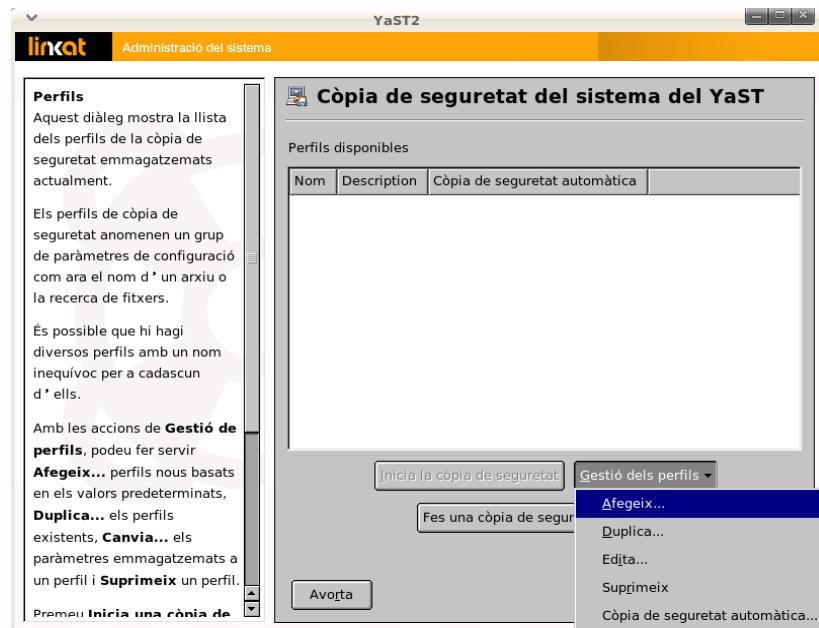 YaST2
linkat
Administració del sistema
Perfils
Aquest diàleg mostra la llista
dels perfils de la còpia de
seguretat emmagatzemats
actualment.
Els perfils de còpia de
seguretat anomenen un grup
de paràmetres de configuració
com ara el nom d’ un arxiu o
la recerca de fitxers.
És possible que hi hagi
diversos perfils amb un nom
inequívoc per a cadascun
d’ ells.
Amb les accions de Gestió de
perfils, podeu fer servir
Afegeix... perfils nous basats
en els valors predeterminats,
Duplica... els perfils
existents, Canvia... els
paràmetres emmagatzemats a
un perfil i Suprimeix un perfil.
Premeu Inicia una còpia de
Còpia de seguretat del sistema del YaST
Perfils disponibles
Nom Description Còpia de seguretat automàtica
Inicia la còpia de seguretat Gestió dels perfils
Fes una còpia de segur
Afegeix...
Duplica...
Edita...
Suprimeix
Còpia de seguretat automàtica...
Avorta